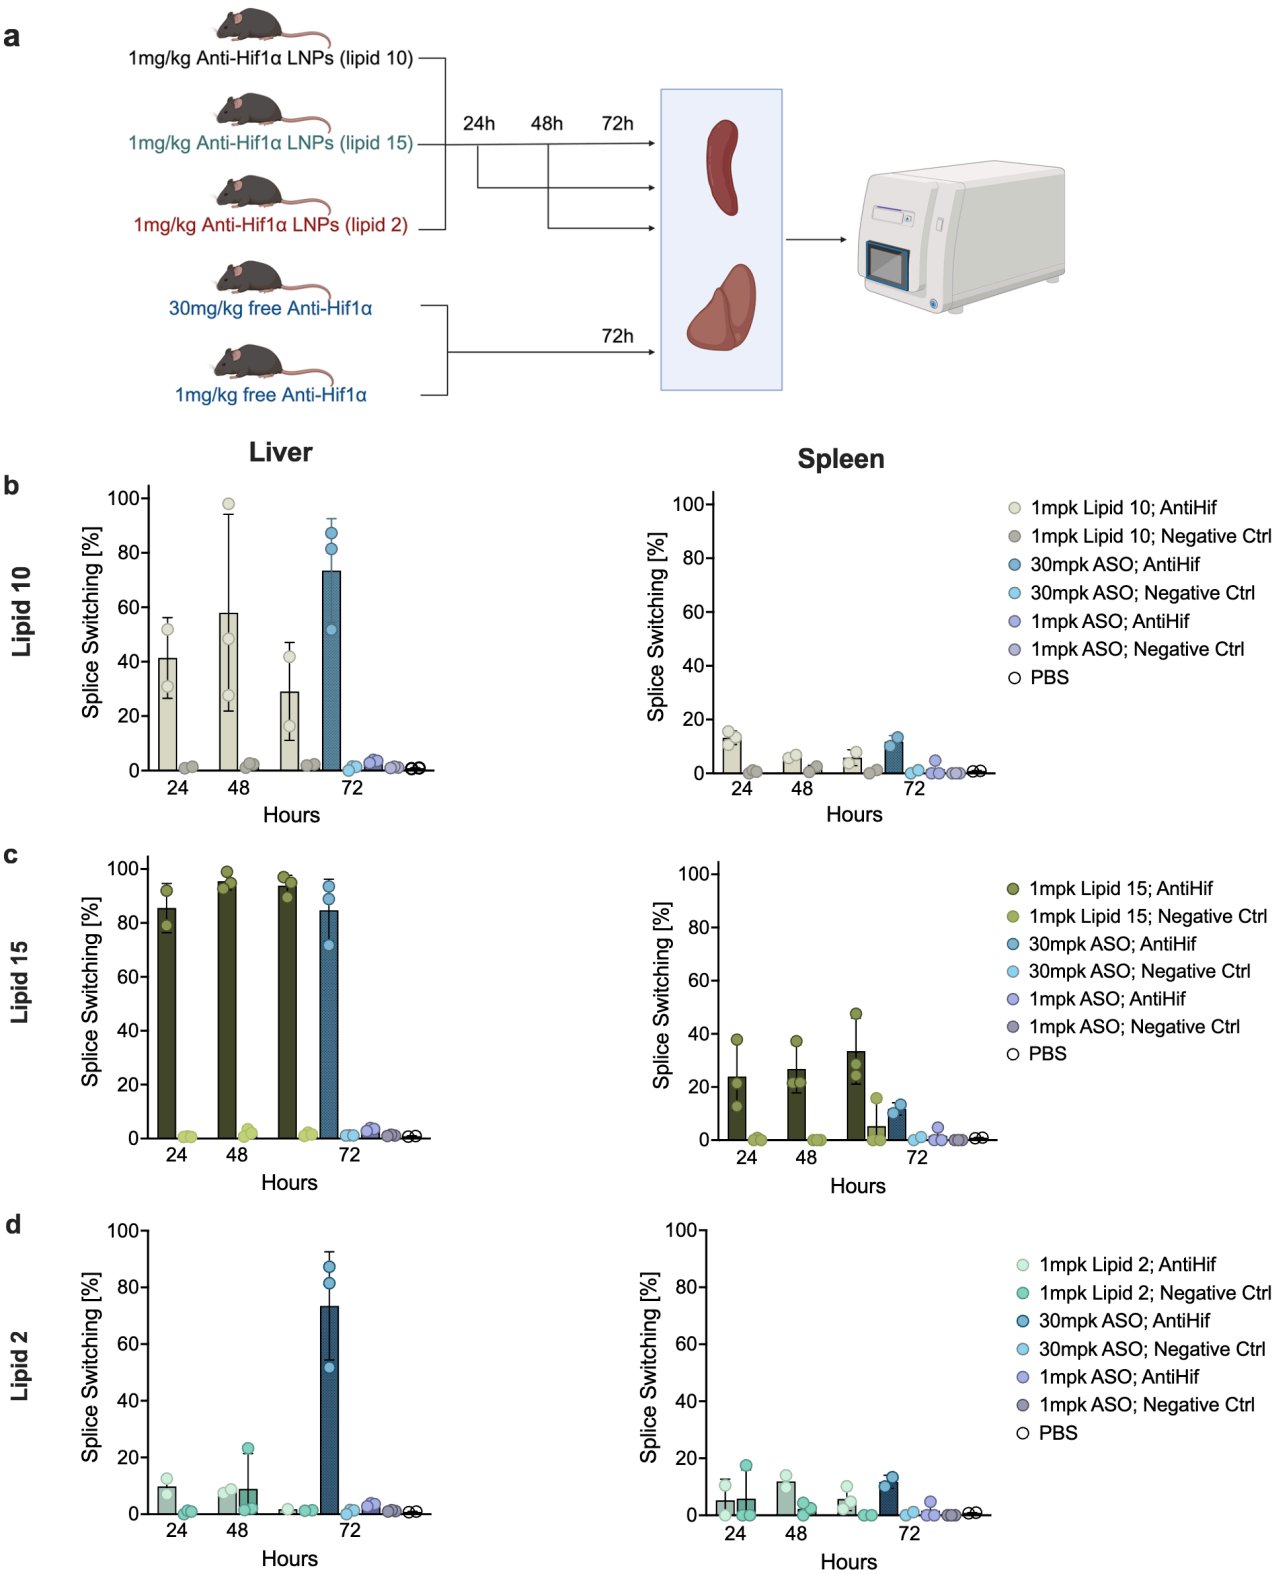 a
1mg/kg Anti-Hif1α LNPs (lipid 10)
1mg/kg Anti-Hif1α LNPs (lipid 15)
24h 48h 72h
1mg/kg Anti-Hif1α LNPs (lipid 2)
30mg/kg free Anti-Hif1α
72h
1mg/kg free Anti-Hif1α
Liver Spleen
b
Lipid 10
Splice Switching [%]
100
80
60
40
20
0
24 48 72
Hours
Splice Switching [%]
100
80
60
40
20
0
24 48 72
Hours
1mpk Lipid 10; AntiHif
1mpk Lipid 10; Negative Ctrl
30mpk ASO; AntiHif
30mpk ASO; Negative Ctrl
1mpk ASO; AntiHif
1mpk ASO; Negative Ctrl
PBS
c
Lipid 15
Splice Switching [%]
100
80
60
40
20
0
24 48 72
Hours
Splice Switching [%]
100
80
60
40
20
0
24 48 72
Hours
1mpk Lipid 15; AntiHif
1mpk Lipid 15; Negative Ctrl
30mpk ASO; AntiHif
30mpk ASO; Negative Ctrl
1mpk ASO; AntiHif
1mpk ASO; Negative Ctrl
PBS
d
Lipid 2
Splice Switching [%]
100
80
60
40
20
0
24 48 72
Hours
Splice Switching [%]
100
80
60
40
20
0
24 48 72
Hours
1mpk Lipid 2; AntiHif
1mpk Lipid 2; Negative Ctrl
30mpk ASO; AntiHif
30mpk ASO; Negative Ctrl
1mpk ASO; AntiHif
1mpk ASO; Negative Ctrl
PBS